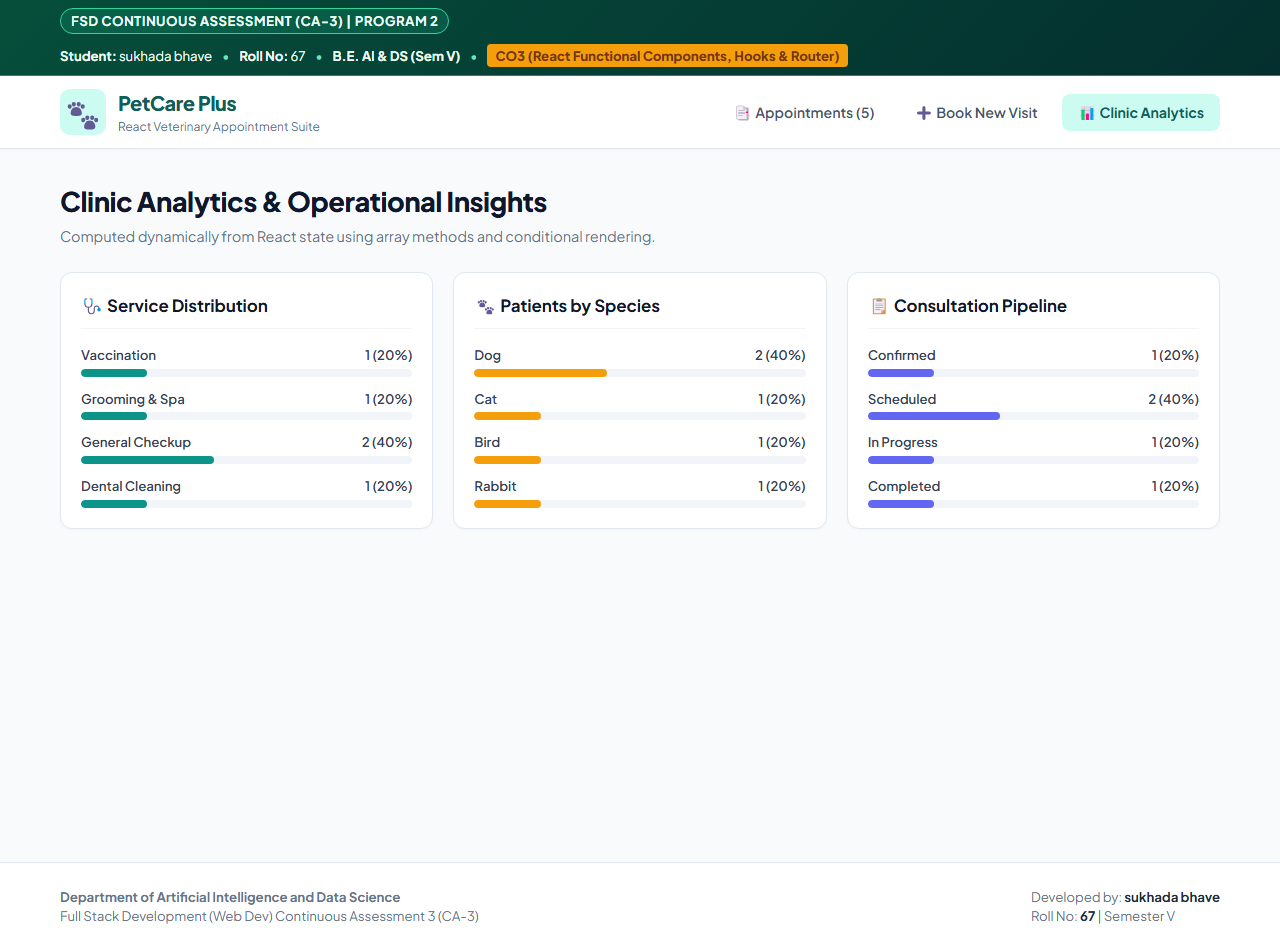 FSD CONTINUOUS ASSESSMENT (CA-3) | PROGRAM 2
Student: sukhada bhave • Roll No: 67 • B.E. AI & DS (Sem V) • CO3 (React Functional Components, Hooks & Router)
PetCare Plus
React Veterinary Appointment Suite
Appointments (5)
Book New Visit
Clinic Analytics
Clinic Analytics & Operational Insights
Computed dynamically from React state using array methods and conditional rendering.
Service Distribution
Vaccination 1 (20%)
Grooming & Spa 1 (20%)
General Checkup 2 (40%)
Dental Cleaning 1 (20%)
Patients by Species
Dog 2 (40%)
Cat 1 (20%)
Bird 1 (20%)
Rabbit 1 (20%)
Consultation Pipeline
Confirmed 1 (20%)
Scheduled 2 (40%)
In Progress 1 (20%)
Completed 1 (20%)
Department of Artificial Intelligence and Data Science
Full Stack Development (Web Dev) Continuous Assessment 3 (CA-3)
Developed by: sukhada bhave
Roll No: 67 | Semester V